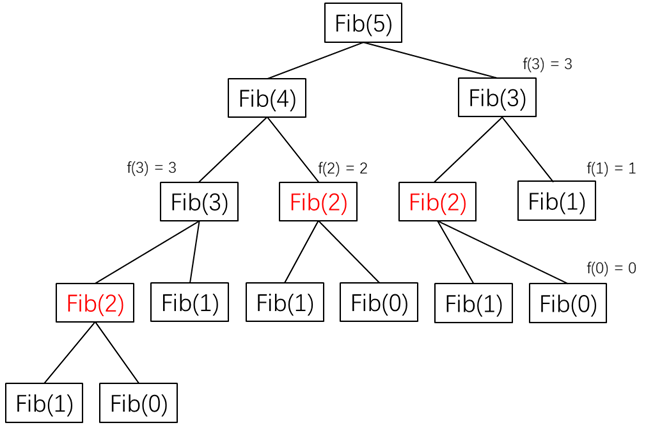 Fib(5)
f(3) = 3
Fib(4)
Fib(3)
f(3) = 3
f(2) = 2
f(1) = 1
Fib(3)
Fib(2)
Fib(2)
Fib(1)
f(0) = 0
Fib(2)
Fib(1)
Fib(1)
Fib(0)
Fib(1)
Fib(0)
Fib(1)
Fib(0)